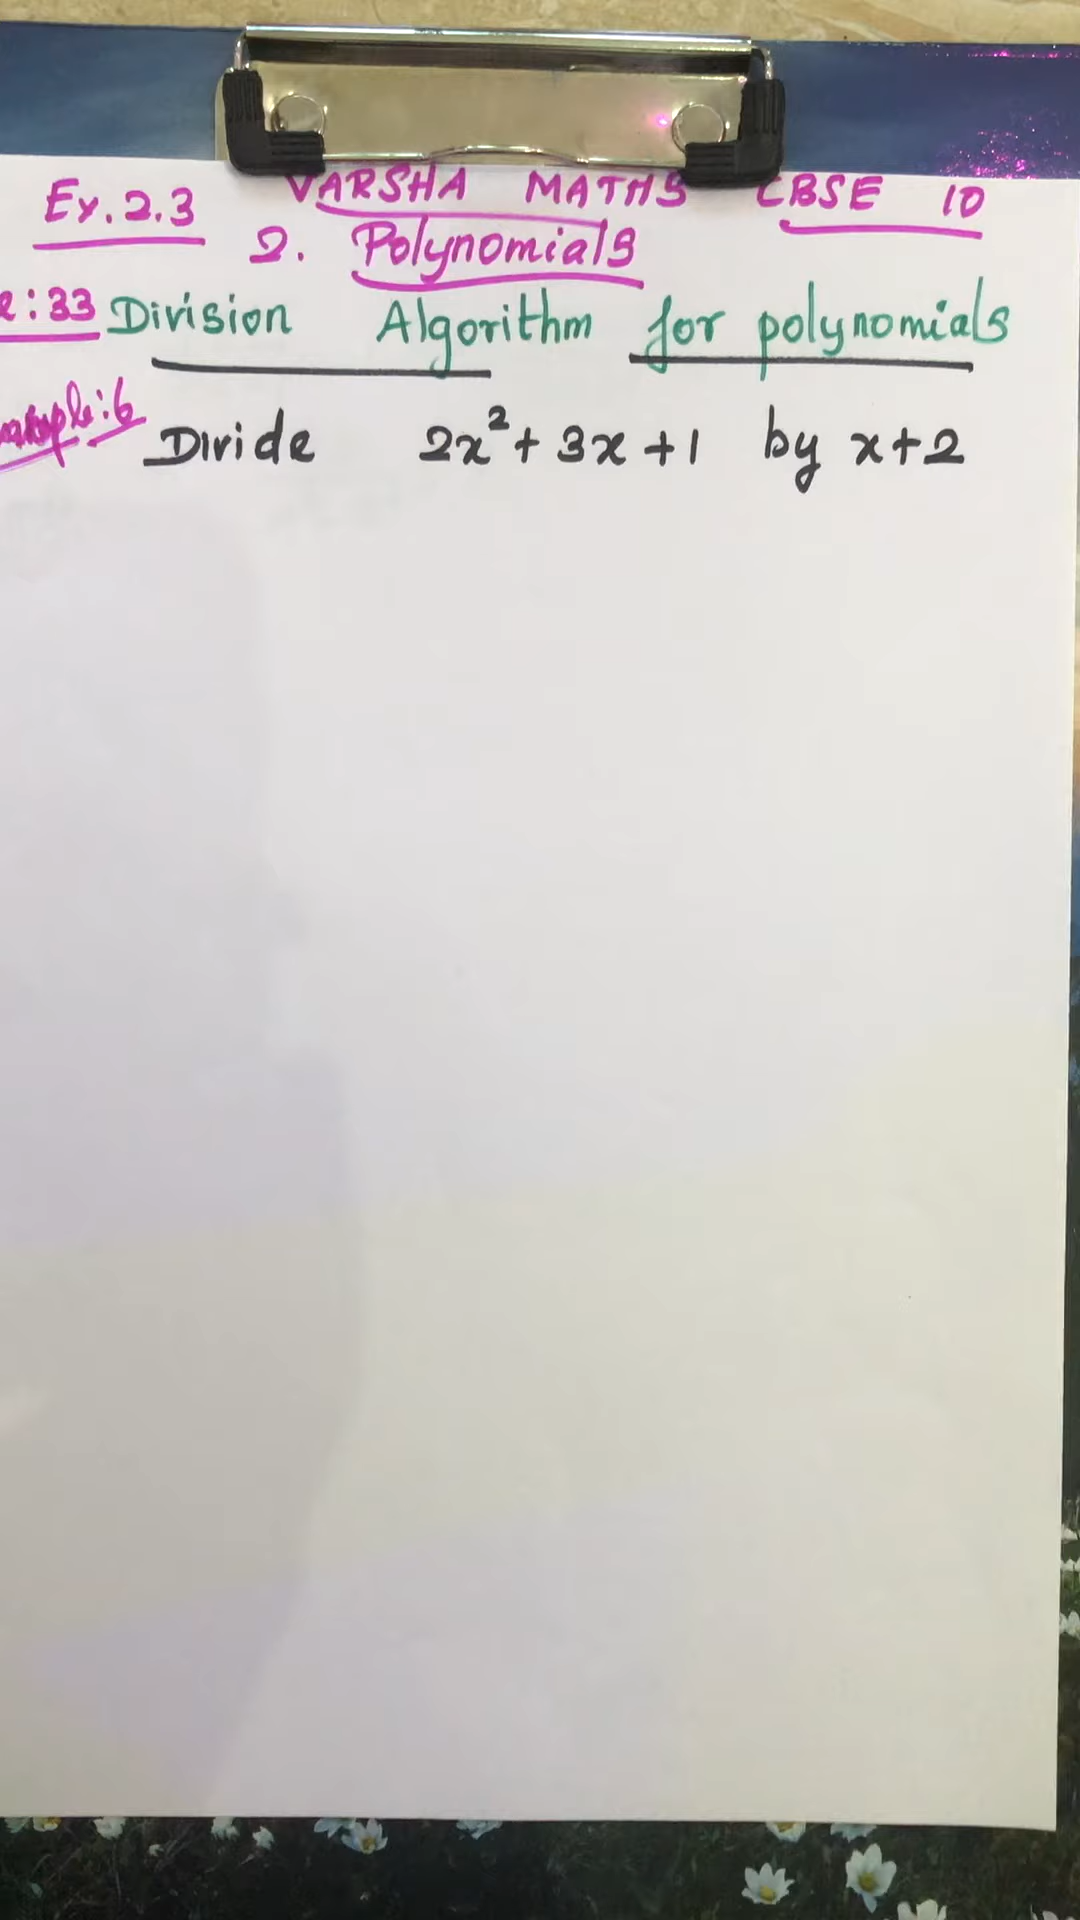 VARSHA MATHS CBSE 10
Ex.2.3
2. Polynomials
:33 Division Algorithm for polynomials
:6 Divide 2x²+ 3x +1 by x+2